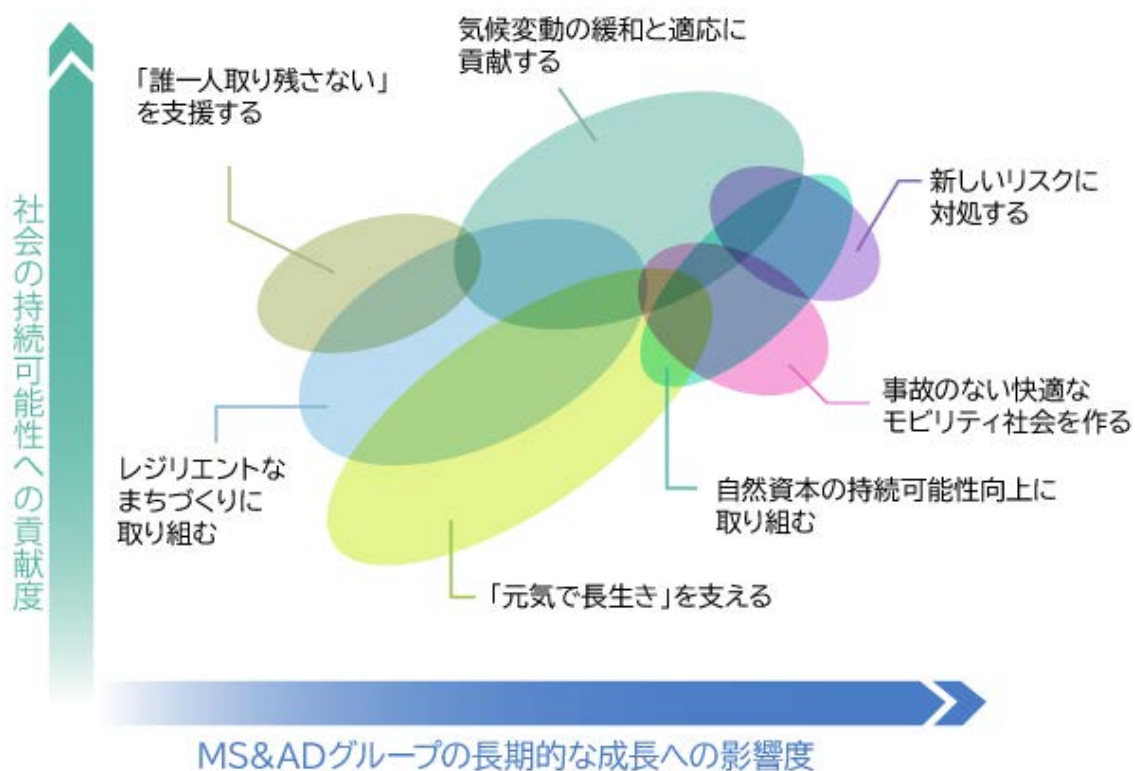 気候変動の緩和と適応に
貢献する
「誰一人取り残さない」
を支援する
新しいリスクに
対処する
社会の持続可能性への貢献度
事故のない快適な
モビリティ社会を作る
レジリエントな
まちづくりに
取り組む
自然資本の持続可能性向上に
取り組む
「元気で長生き」を支える
MS&ADグループの長期的な成長への影響度